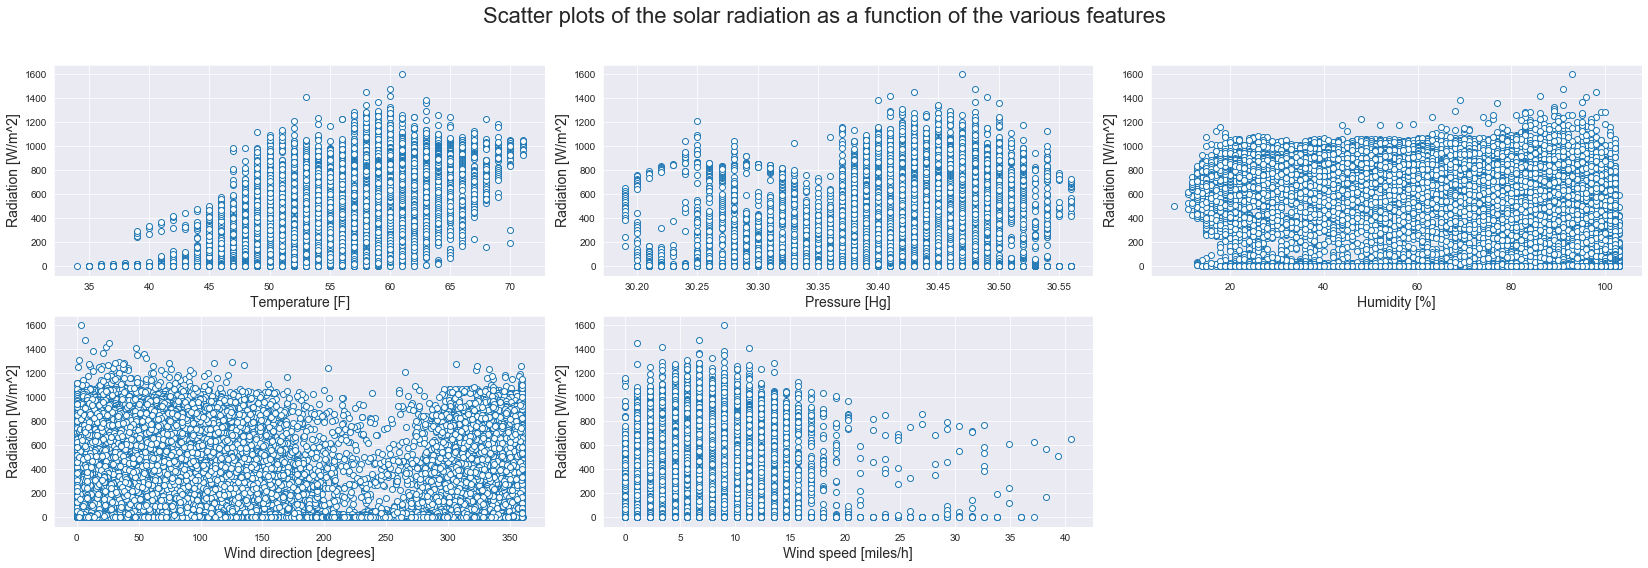 Scatter plots of the solar radiation as a function of the various features
Radiation [W/m^2]
1600
1400
1200
1000
800
600
400
200
0
35 40 45 50 55 60 65 70
Temperature [F]
Radiation [W/m^2]
1600
1400
1200
1000
800
600
400
200
0
30.20 30.25 30.30 30.35 30.40 30.45 30.50 30.55
Pressure [Hg]
Radiation [W/m^2]
1600
1400
1200
1000
800
600
400
200
0
20 40 60 80 100
Humidity [%]
Radiation [W/m^2]
1600
1400
1200
1000
800
600
400
200
0
0 50 100 150 200 250 300 350
Wind direction [degrees]
Radiation [W/m^2]
1600
1400
1200
1000
800
600
400
200
0
0 5 10 15 20 25 30 35 40
Wind speed [miles/h]